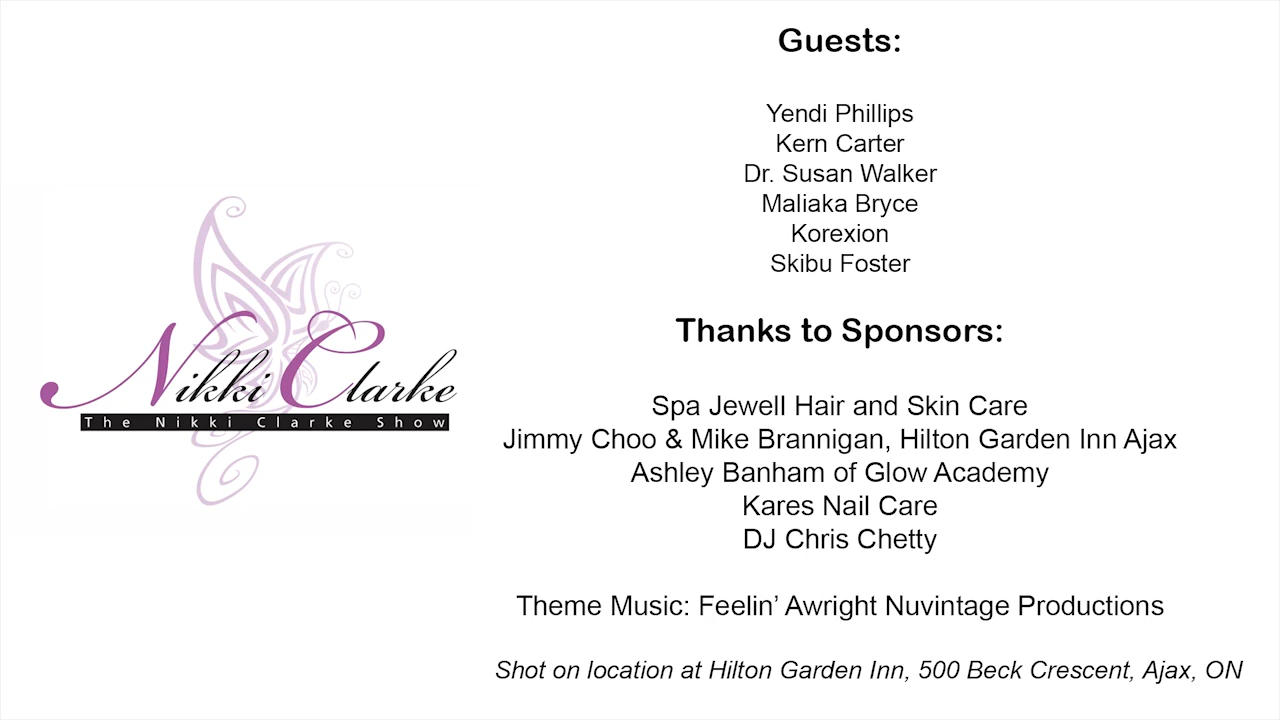 Guests:
Yendi Phillips
Kern Carter
Dr. Susan Walker
Maliaka Bryce
Korexion
Skibu Foster
Nikki Clarke
The Nikki Clarke Show
Thanks to Sponsors:
Spa Jewell Hair and Skin Care
Jimmy Choo & Mike Brannigan, Hilton Garden Inn Ajax
Ashley Banham of Glow Academy
Kares Nail Care
DJ Chris Chetty
Theme Music: Feelin’ Awright Nuvintage Productions
Shot on location at Hilton Garden Inn, 500 Beck Crescent, Ajax, ON